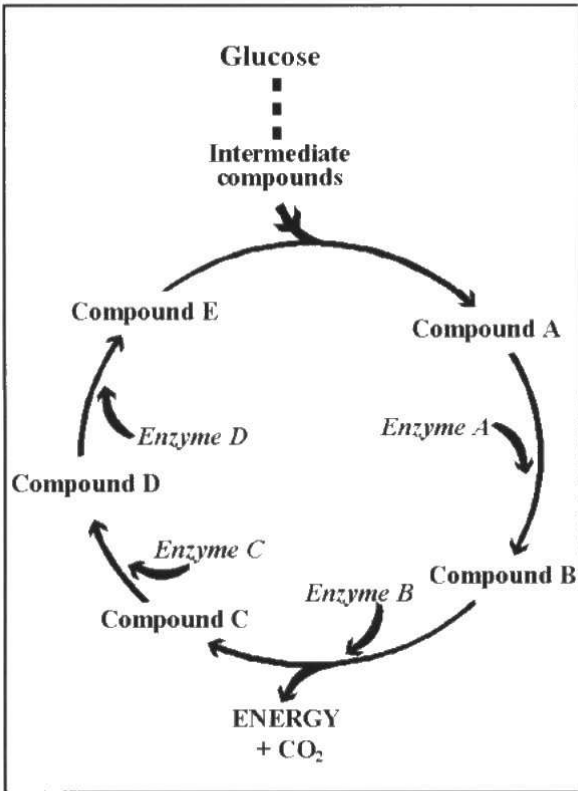 Glucose
Intermediate
compounds
Compound E
Compound A
Enzyme D
Enzyme A
Compound D
Enzyme C
Compound B
Enzyme B
Compound C
ENERGY
+ CO₂